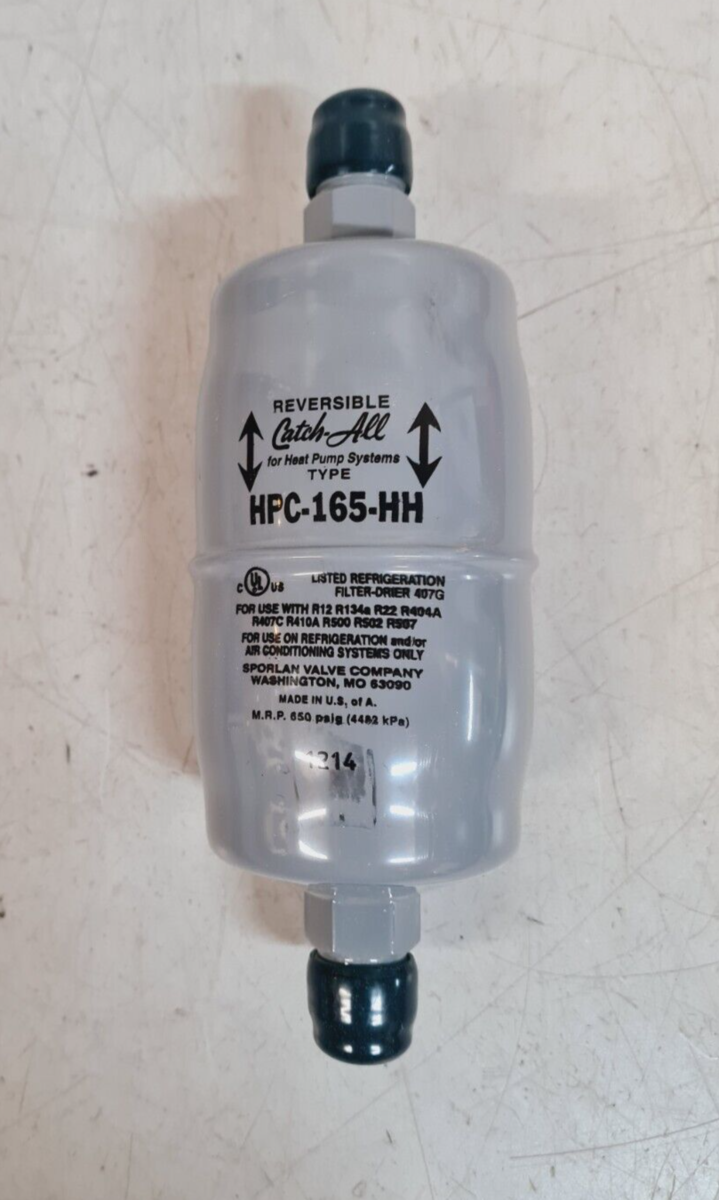 REVERSIBLE
Catch-All
for Heat Pump Systems
TYPE
HPC-165-HH
C UL US LISTED REFRIGERATION
FILTER-DRIER 407G
FOR USE WITH R12 R134a R22 R404A
R407C R410A R500 R502 R507
FOR USE ON REFRIGERATION and/or
AIR CONDITIONING SYSTEMS ONLY
SPORLAN VALVE COMPANY
WASHINGTON, MO 63090
MADE IN U.S, of A.
M.R.P. 650 psig (4482 kPa)
1214